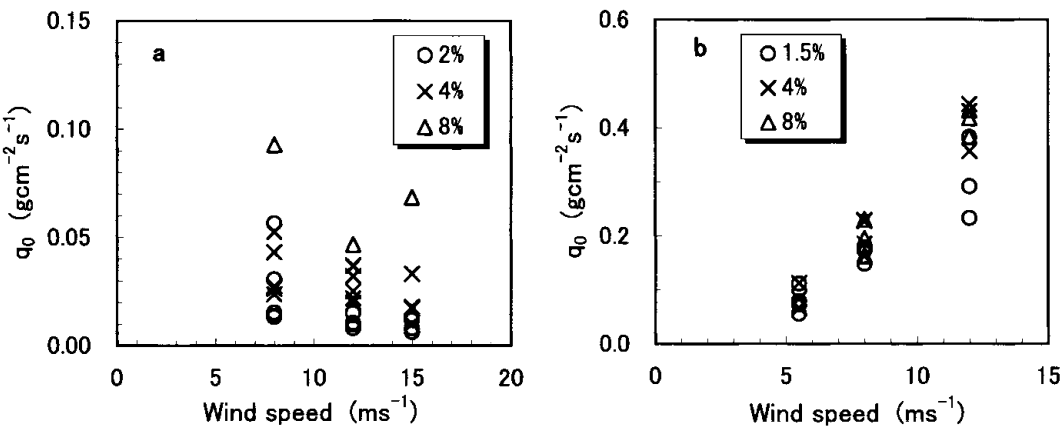 a
2%
4%
8%
0.15
0.10
0.05
0.00
q₀ (gcm⁻²s⁻¹)
0 5 10 15 20
Wind speed (ms⁻¹)
b
1.5%
4%
8%
0.6
0.4
0.2
0.0
q₀ (gcm⁻²s⁻¹)
0 5 10 15
Wind speed (ms⁻¹)